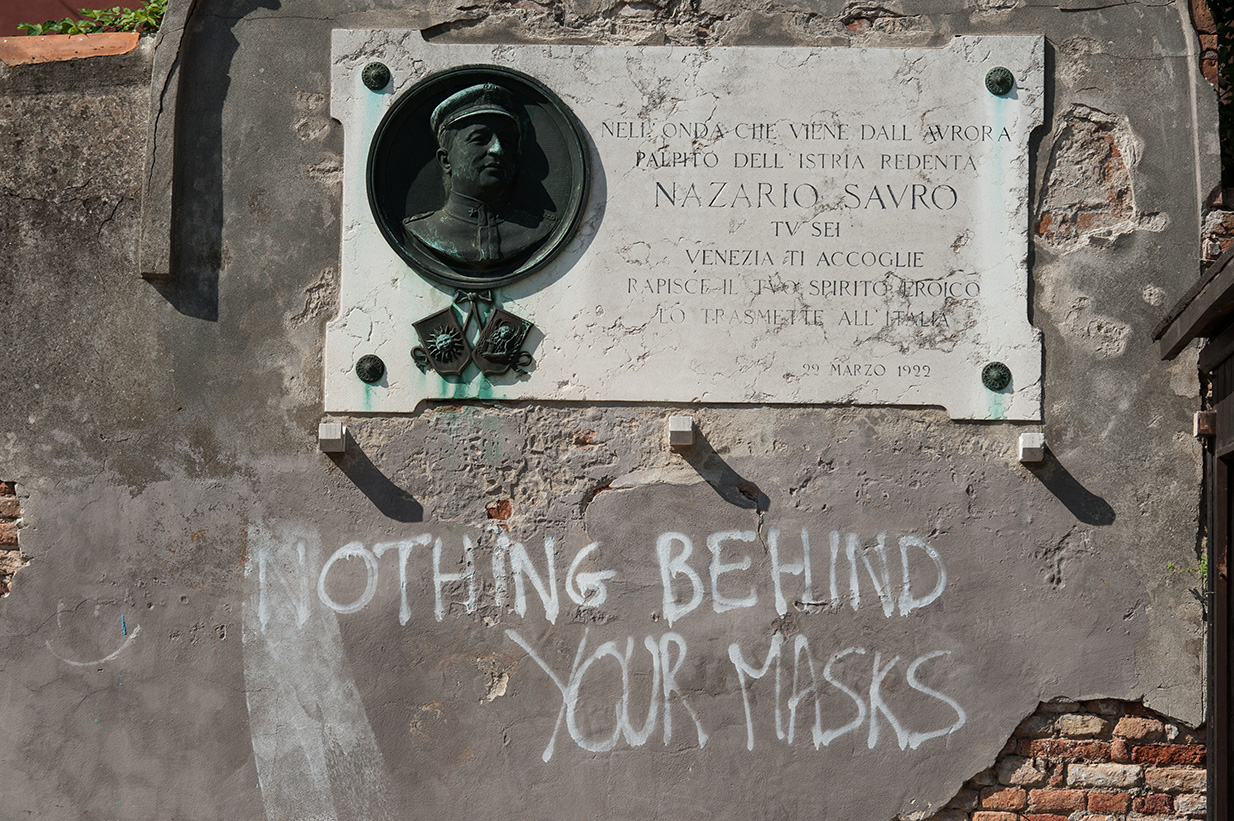 NELL'ONDA CHE VIENE DALL'AVRORA
PALPITO DELL'ISTRIA REDENTA
NAZARIO SAVRO
TV SEI
VENEZIA TI ACCOGLIE
RAPISCE IL TVO SPIRITO EROICO
LO TRASMETTE ALL'ITALIA
22 MARZO 1922
NOTHING BEHIND
YOUR MASKS